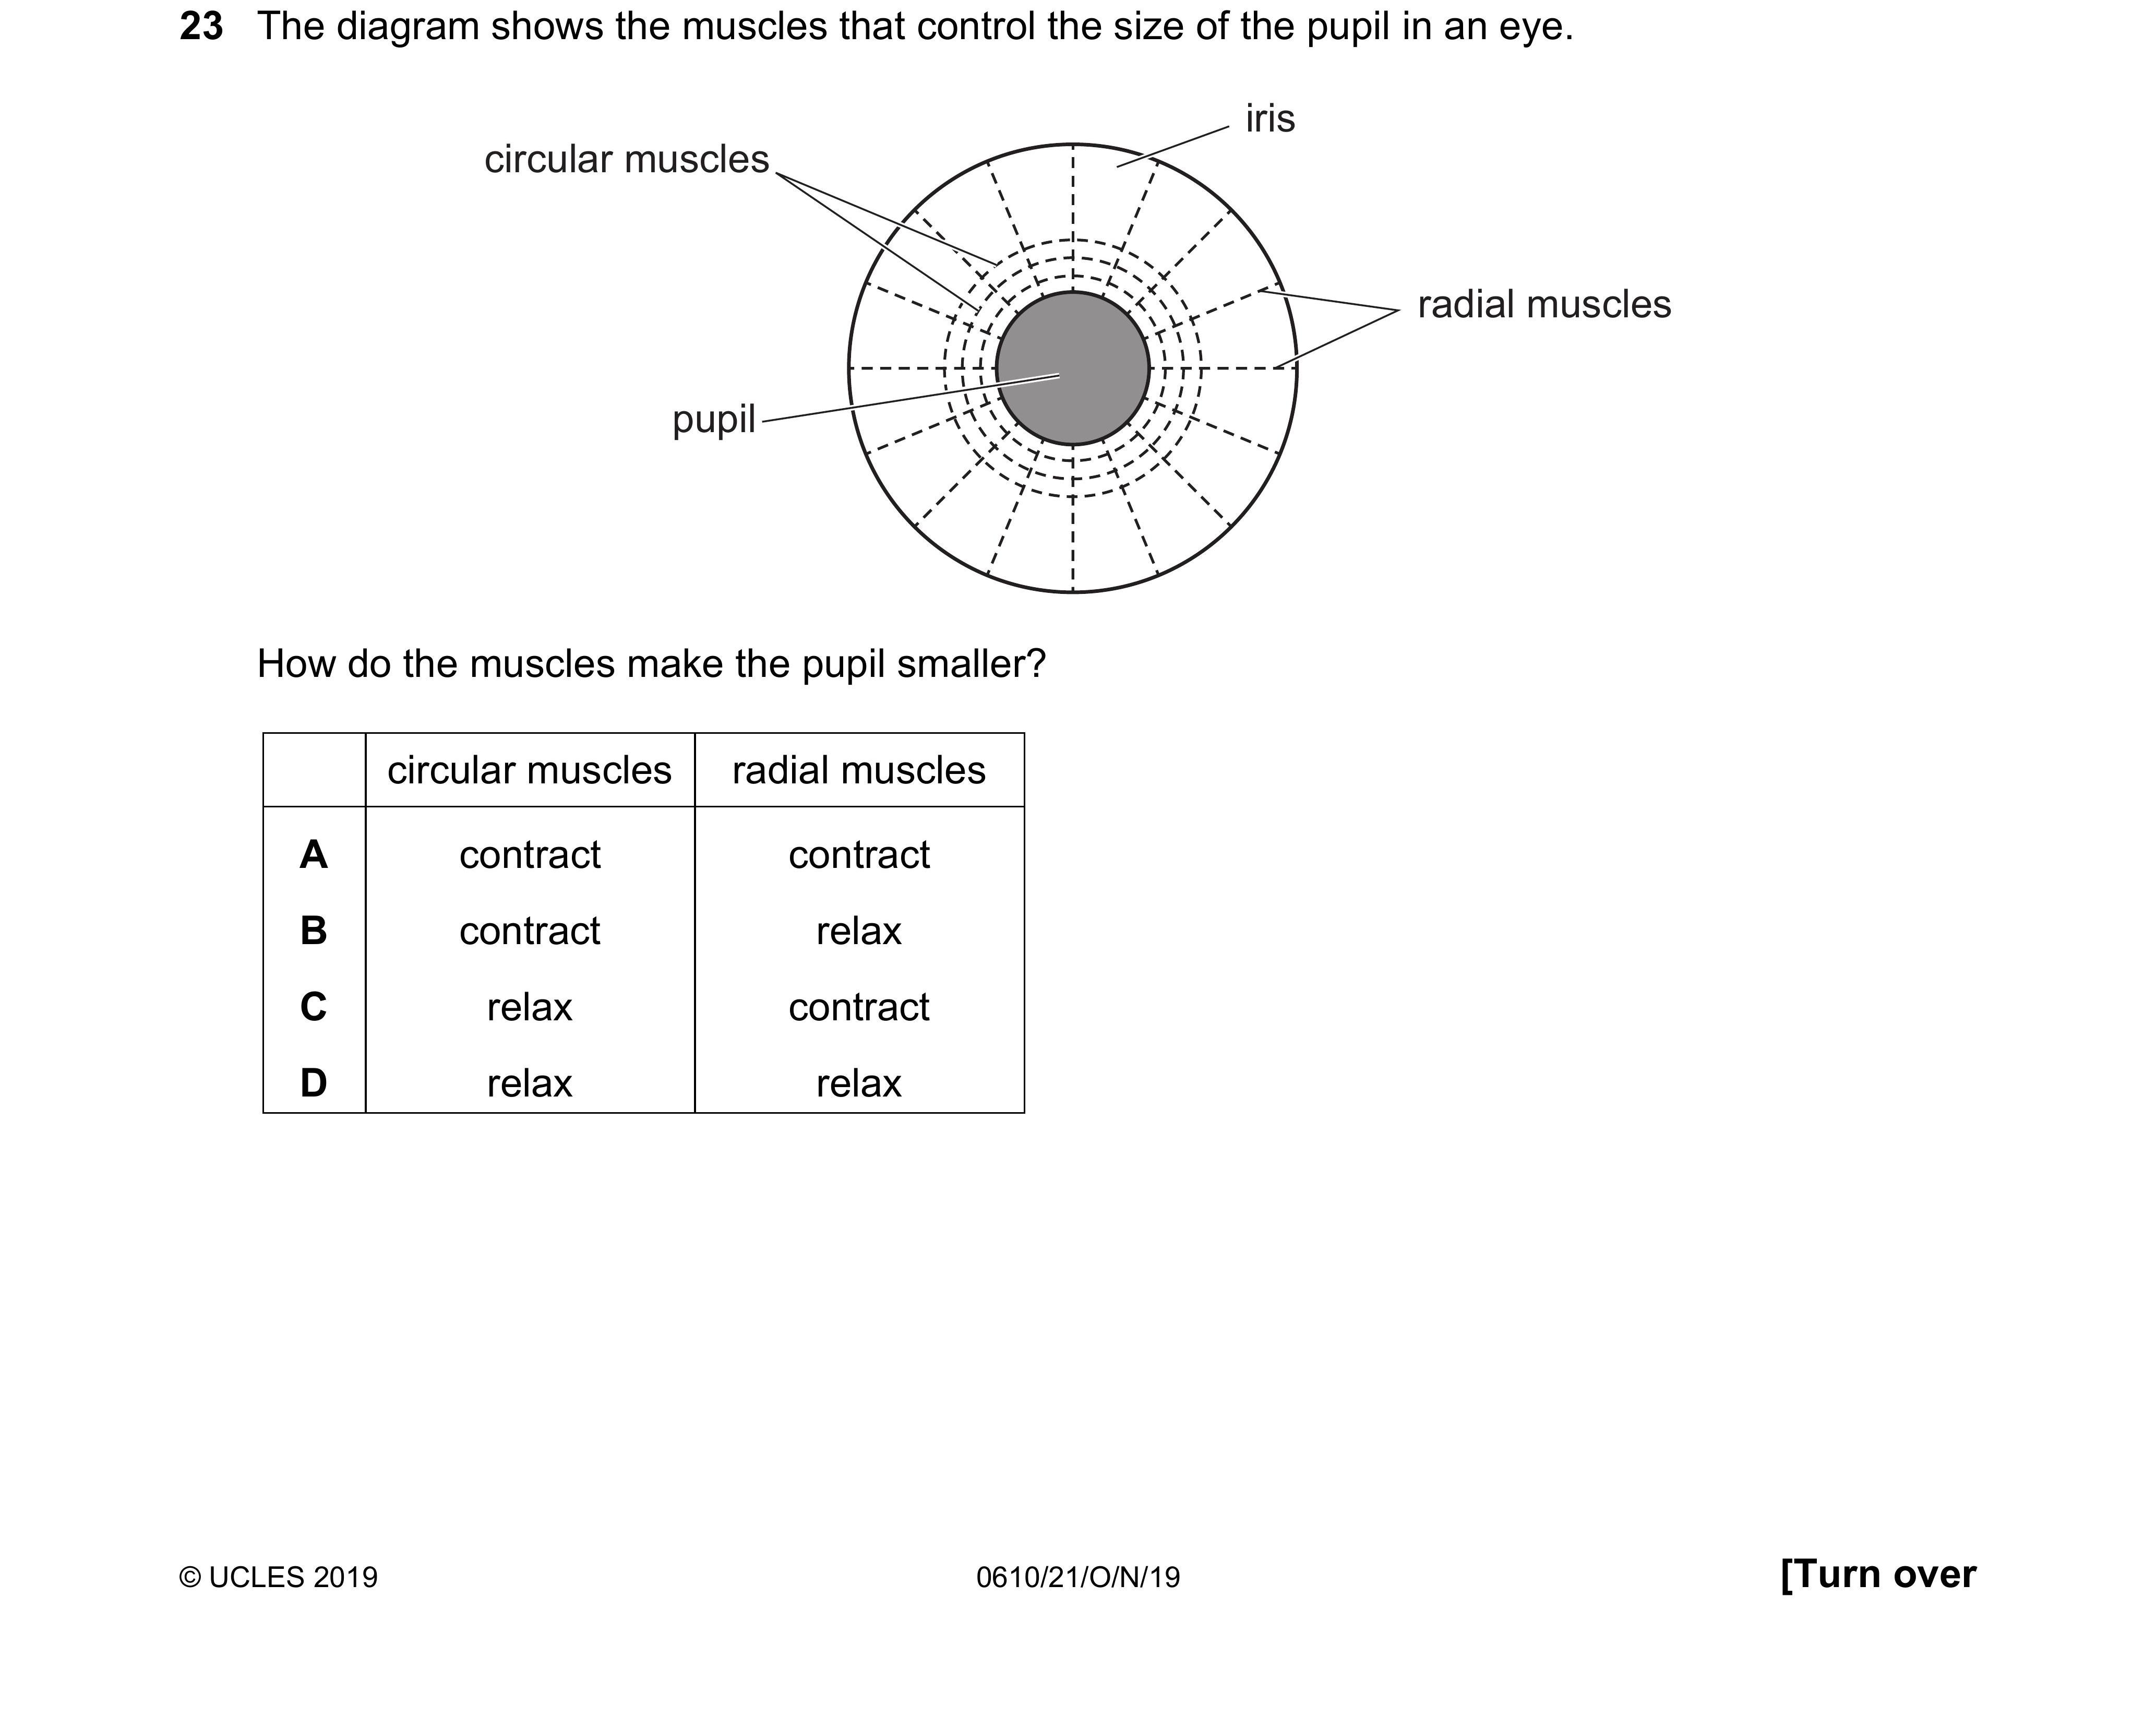 23 The diagram shows the muscles that control the size of the pupil in an eye.
iris
circular muscles
radial muscles
pupil
How do the muscles make the pupil smaller?
circular muscles radial muscles
A contract contract
B contract relax
C relax contract
D relax relax
© UCLES 2019 0610/21/O/N/19 [Turn over